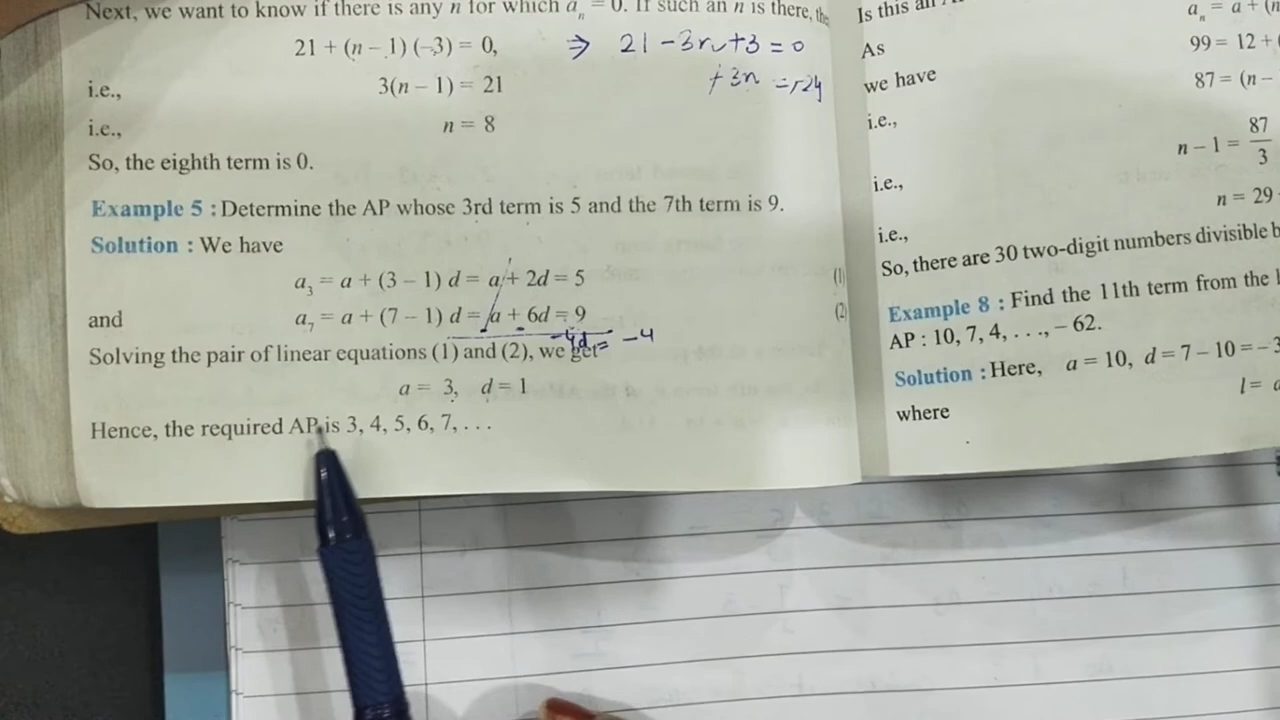 Next, we want to know if there is any n for which aₙ = 0. If such an n is there, the
21 + (n – 1) (–3) = 0, ⇒ 21 - 3n + 3 = 0
i.e., 3(n – 1) = 21 +3n = +24
i.e., n = 8
So, the eighth term is 0.
Example 5 : Determine the AP whose 3rd term is 5 and the 7th term is 9.
Solution : We have
a₃ = a + (3 – 1) d = a + 2d = 5 (1)
and a₇ = a + (7 – 1) d = a + 6d = 9 (2)
-4d = -4
Solving the pair of linear equations (1) and (2), we get
a = 3, d = 1
Hence, the required AP is 3, 4, 5, 6, 7, . . .
Is this an
aₙ = a + (n
As 99 = 12 +
we have 87 = (n –
i.e., n – 1 = 87/3
i.e., n = 29
i.e.,
So, there are 30 two-digit numbers divisible b
Example 8 : Find the 11th term from the l
AP : 10, 7, 4, . . ., – 62.
Solution : Here, a = 10, d = 7 – 10 = – 3
l = a
where